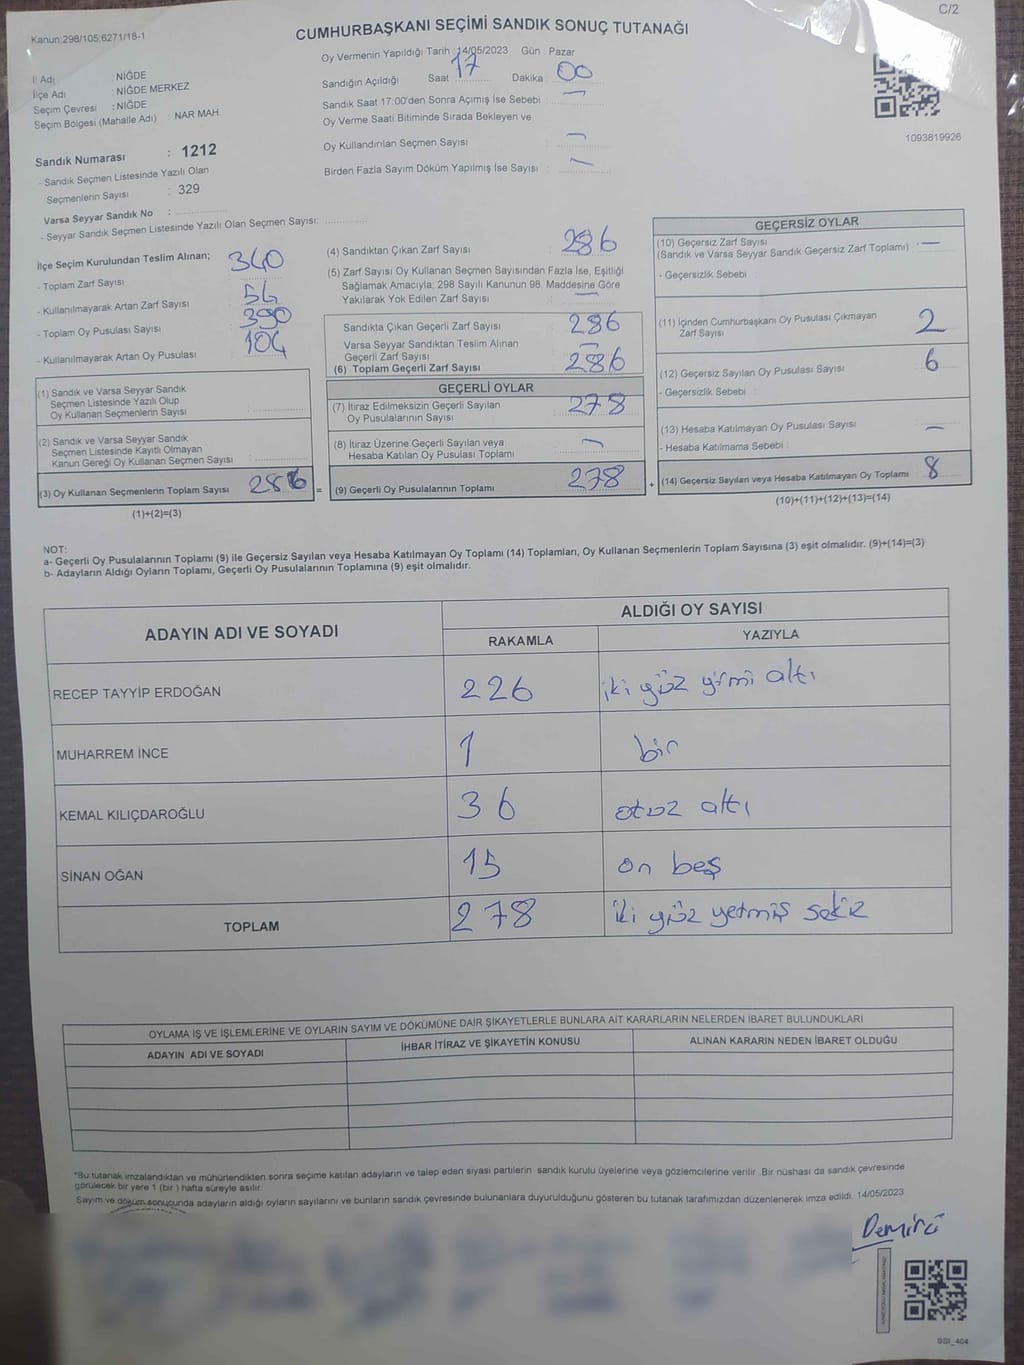 C/2
Kanun:298/105;6271/18-1
CUMHURBAŞKANI SEÇİMİ SANDIK SONUÇ TUTANAĞI
Oy Vermenin Yapıldığı Tarih :14/05/2023 Gün : Pazar
İl Adı : NİĞDE
İlçe Adı : NİĞDE MERKEZ
Seçim Çevresi : NİĞDE
Seçim Bölgesi (Mahalle Adı) : NAR MAH.
Sandığın Açıldığı Saat 17 Dakika 00
Sandık Saat 17:00'den Sonra Açımış İse Sebebi : —
Oy Verme Saati Bitiminde Sırada Bekleyen ve
Oy Kullandırılan Seçmen Sayısı : —
Birden Fazla Sayım Döküm Yapılmış İse Sayısı : —
1093819926
Sandık Numarası : 1212
- Sandık Seçmen Listesinde Yazılı Olan
Seçmenlerin Sayısı : 329
Varsa Seyyar Sandık No :
- Seyyar Sandık Seçmen Listesinde Yazılı Olan Seçmen Sayısı:
İlçe Seçim Kurulundan Teslim Alınan;
- Toplam Zarf Sayısı : 340
- Kullanılmayarak Artan Zarf Sayısı : 54
- Toplam Oy Pusulası Sayısı : 390
- Kullanılmayarak Artan Oy Pusulası : 104
(1) Sandık ve Varsa Seyyar Sandık
Seçmen Listesinde Yazılı Olup
Oy Kullanan Seçmenlerin Sayısı :
(2) Sandık ve Varsa Seyyar Sandık
Seçmen Listesinde Kayıtlı Olmayan
Kanun Gereği Oy Kullanan Seçmen Sayısı :
(3) Oy Kullanan Seçmenlerin Toplam Sayısı 286 =
(1)+(2)=(3)
(4) Sandıktan Çıkan Zarf Sayısı : 286
(5) Zarf Sayısı Oy Kullanan Seçmen Sayısından Fazla İse, Eşitliği
Sağlamak Amacıyla; 298 Sayılı Kanunun 98. Maddesine Göre
Yakılarak Yok Edilen Zarf Sayısı : —
Sandıkta Çıkan Geçerli Zarf Sayısı : 286
Varsa Seyyar Sandıktan Teslim Alınan
Geçerli Zarf Sayısı : —
(6) Toplam Geçerli Zarf Sayısı : 286
GEÇERLİ OYLAR
(7) İtiraz Edilmeksizin Geçerli Sayılan
Oy Pusulalarının Sayısı : 278
(8) İtiraz Üzerine Geçerli Sayılan veya
Hesaba Katılan Oy Pusulası Toplamı : —
(9) Geçerli Oy Pusulalarının Toplamı : 278 +
GEÇERSİZ OYLAR
(10) Geçersiz Zarf Sayısı
(Sandık ve Varsa Seyyar Sandık Geçersiz Zarf Toplamı) : —
- Geçersizlik Sebebi :
(11) İçinden Cumhurbaşkanı Oy Pusulası Çıkmayan
Zarf Sayısı : 2
(12) Geçersiz Sayılan Oy Pusulası Sayısı : 6
- Geçersizlik Sebebi :
(13) Hesaba Katılmayan Oy Pusulası Sayısı : —
- Hesaba Katılmama Sebebi :
(14) Geçersiz Sayılan veya Hesaba Katılmayan Oy Toplamı : 8
(10)+(11)+(12)+(13)=(14)
NOT:
a- Geçerli Oy Pusulalarının Toplamı (9) ile Geçersiz Sayılan veya Hesaba Katılmayan Oy Toplamı (14) Toplamları, Oy Kullanan Seçmenlerin Toplam Sayısına (3) eşit olmalıdır. (9)+(14)=(3)
b- Adayların Aldığı Oyların Toplamı, Geçerli Oy Pusulalarının Toplamına (9) eşit olmalıdır.
ADAYIN ADI VE SOYADI
ALDIĞI OY SAYISI
RAKAMLA YAZIYLA
RECEP TAYYİP ERDOĞAN 226 iki yüz yirmi altı
MUHARREM İNCE 1 bir
KEMAL KILIÇDAROĞLU 36 otuz altı
SİNAN OĞAN 15 on beş
TOPLAM 278 iki yüz yetmiş sekiz
OYLAMA İŞ VE İŞLEMLERİNE VE OYLARIN SAYIM VE DÖKÜMÜNE DAİR ŞİKAYETLERLE BUNLARA AİT KARARLARIN NELERDEN İBARET BULUNDUKLARI
ADAYIN ADI VE SOYADI İHBAR İTİRAZ VE ŞİKAYETİN KONUSU ALINAN KARARIN NEDEN İBARET OLDUĞU
*Bu tutanak imzalandıktan ve mühürlendikten sonra seçime katılan adayların ve talep eden siyasi partilerin sandık kurulu üyelerine veya gözlemcilerine verilir. Bir nüshası da sandık çevresinde
görülecek bir yere 1 (bir ) hafta süreyle asılır.
Sayım ve döküm sonucunda adayların aldığı oyların sayılarını ve bunların sandık çevresinde bulunanlara duyurulduğunu gösteren bu tutanak tarafımızdan düzenlenerek imza edildi. 14/05/2023
Demirci
SSI_404